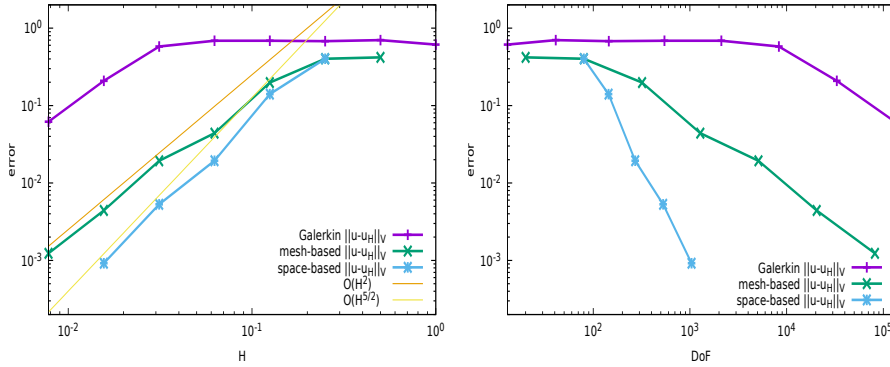 10^0
10^-1
10^-2
10^-3
error
10^-2
10^-1
10^0
H
Galerkin ||u-u_H||_V
mesh-based ||u-u_H||_V
space-based ||u-u_H||_V
O(H^2)
O(H^5/2)
10^0
10^-1
10^-2
10^-3
error
10^2
10^3
10^4
10^5
DoF
Galerkin ||u-u_H||_V
mesh-based ||u-u_H||_V
space-based ||u-u_H||_V